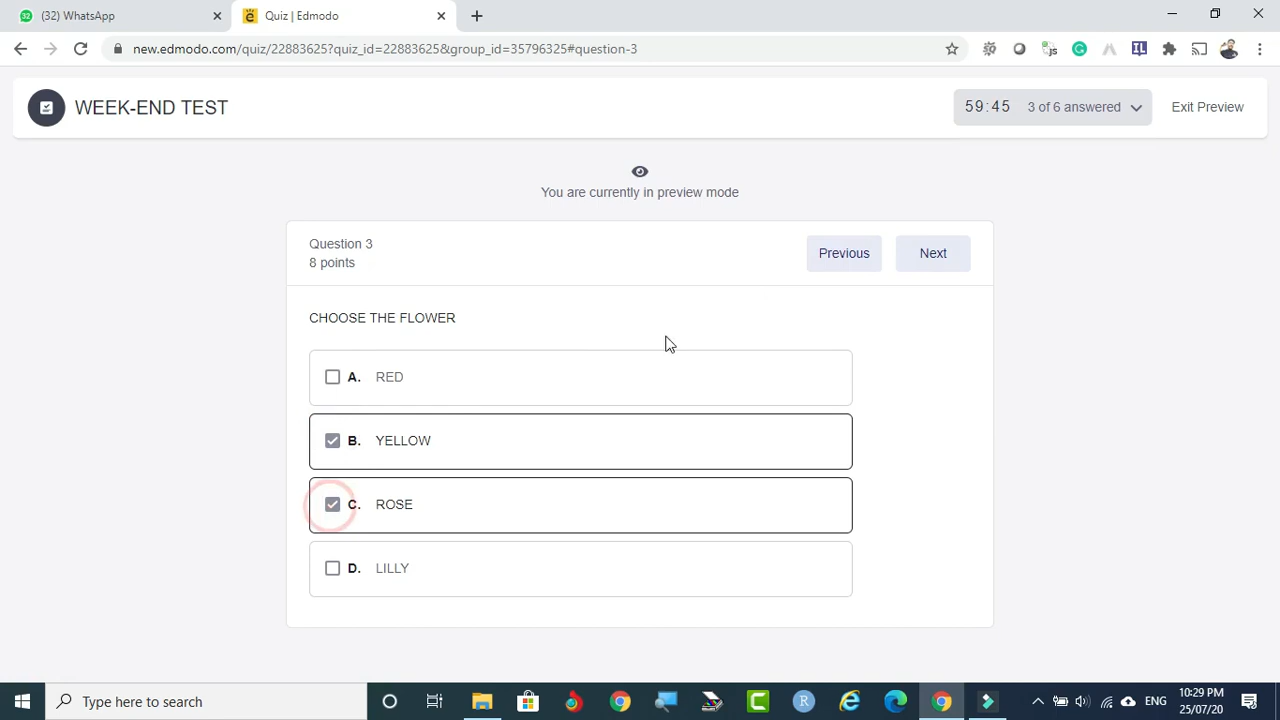 (32) WhatsApp
Quiz | Edmodo
new.edmodo.com/quiz/22883625?quiz_id=22883625&group_id=35796325#question-3
WEEK-END TEST
59:45 3 of 6 answered
Exit Preview
You are currently in preview mode
Question 3
8 points
Previous
Next
CHOOSE THE FLOWER
A. RED
B. YELLOW
C. ROSE
D. LILLY
Type here to search
ENG
10:29 PM
25/07/20